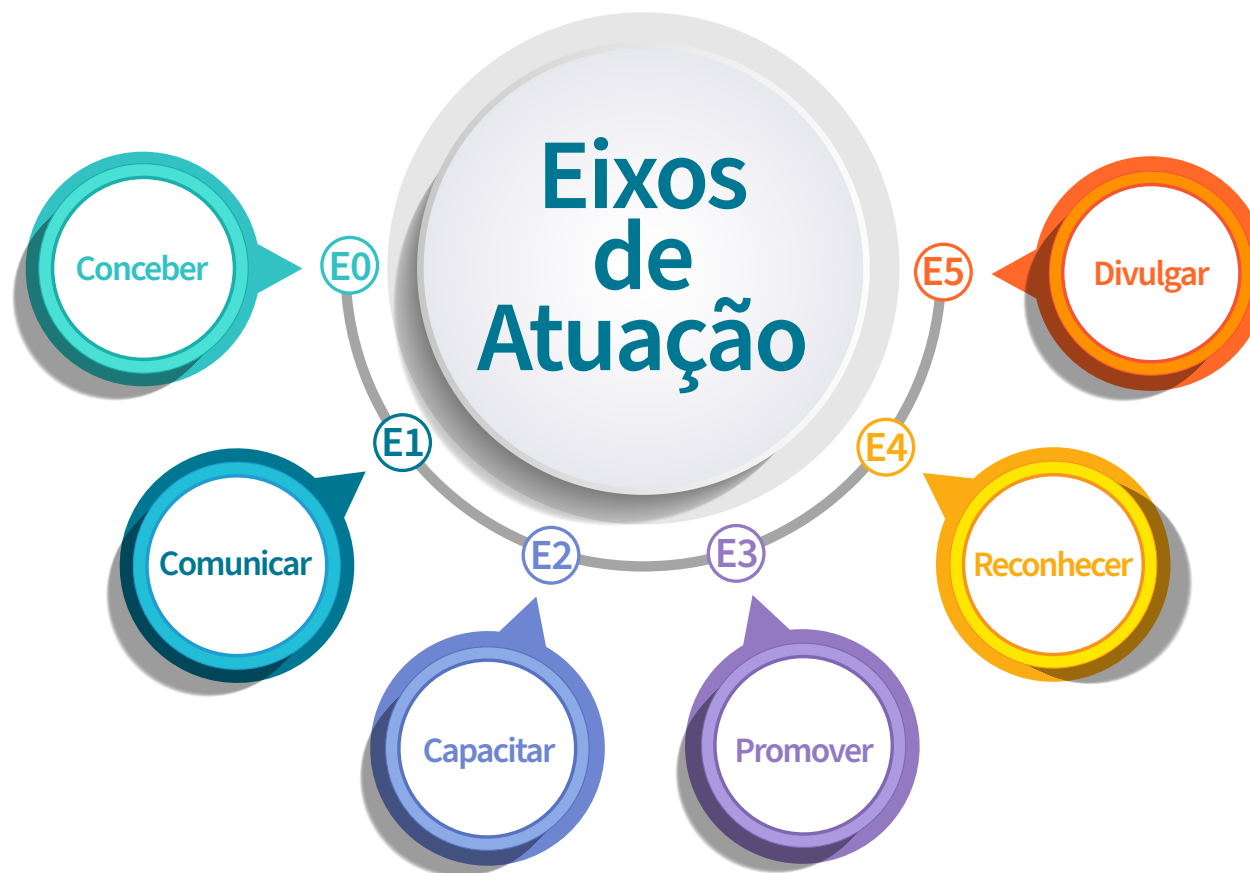 Eixos
de
Atuação
Conceber
E0
E1
Comunicar
E2
Capacitar
E3
Promover
E4
Reconhecer
E5
Divulgar